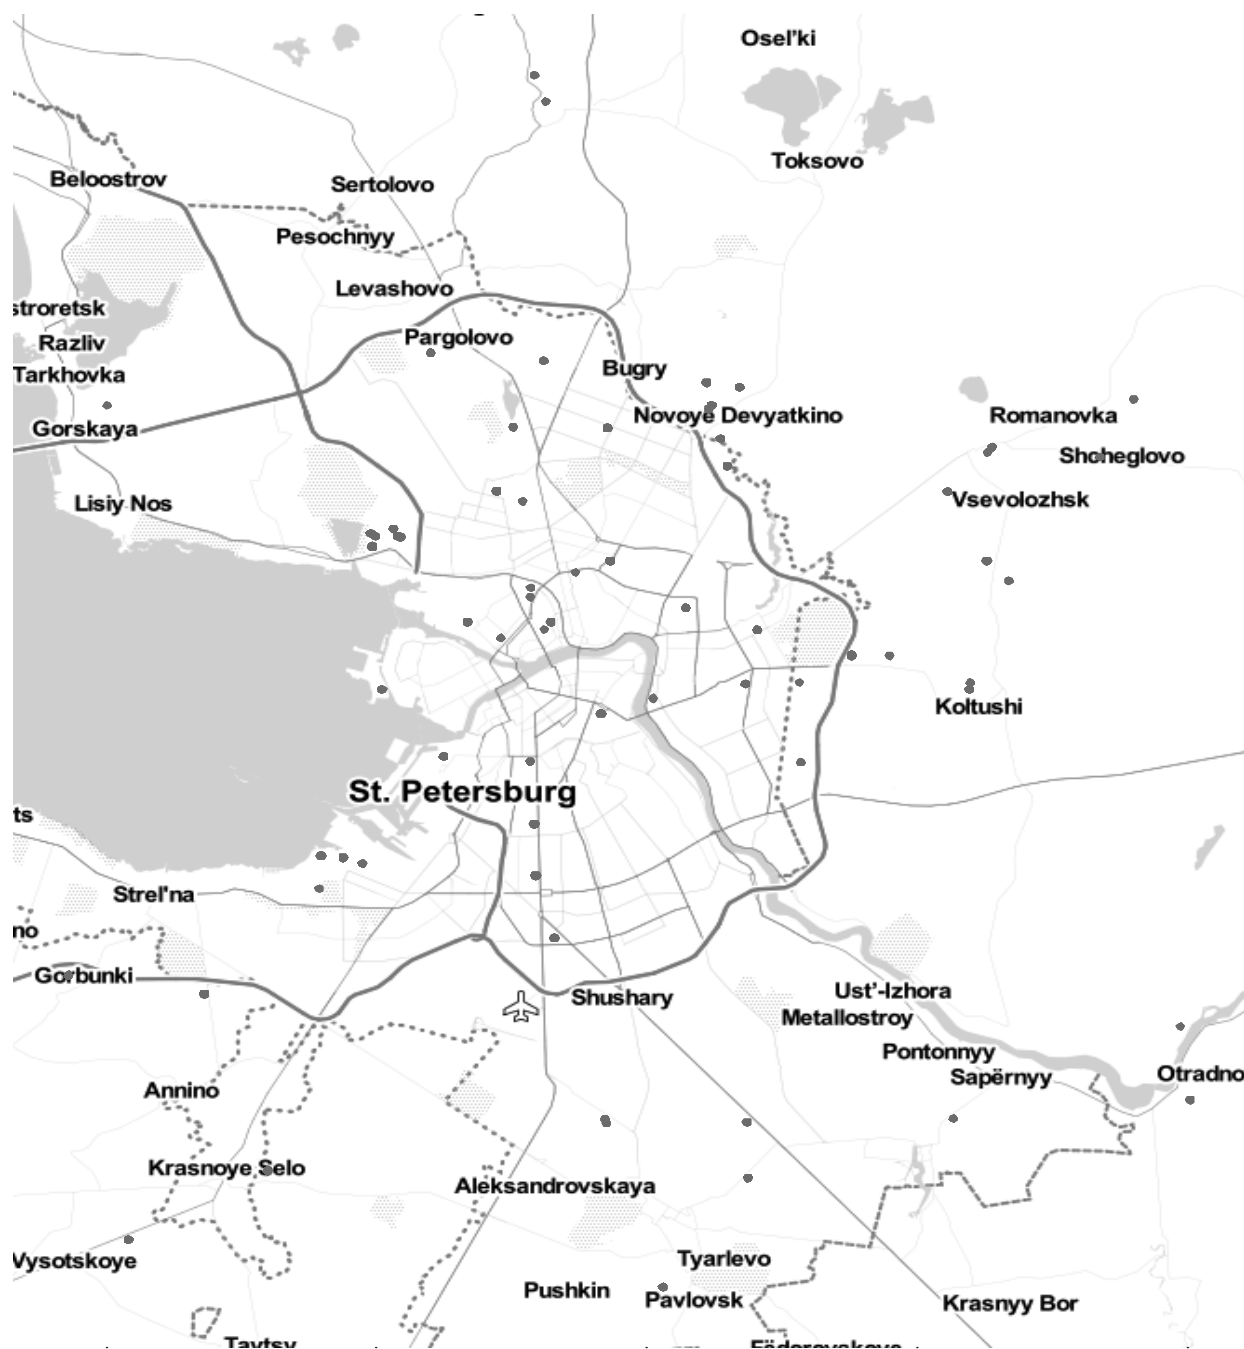 Osel'ki
Toksovo
Beloostrov
Sertolovo
Pesochnyy
Levashovo
stroretsk
Pargolovo
Razliv
Bugry
Tarkhovka
Novoye Devyatkino
Romanovka
Gorskaya
Shcheglovo
Lisiy Nos
Vsevolozhsk
Koltushi
St. Petersburg
ts
Strel'na
no
Gorbunki
Ust'-Izhora
Shushary
Metallostroy
Pontonnyy
Sapërnyy
Otradno
Annino
Krasnoye Selo
Aleksandrovskaya
Vysotskoye
Tyarlevo
Pushkin
Pavlovsk
Krasnyy Bor
Taytsy
Fëdorovskoye